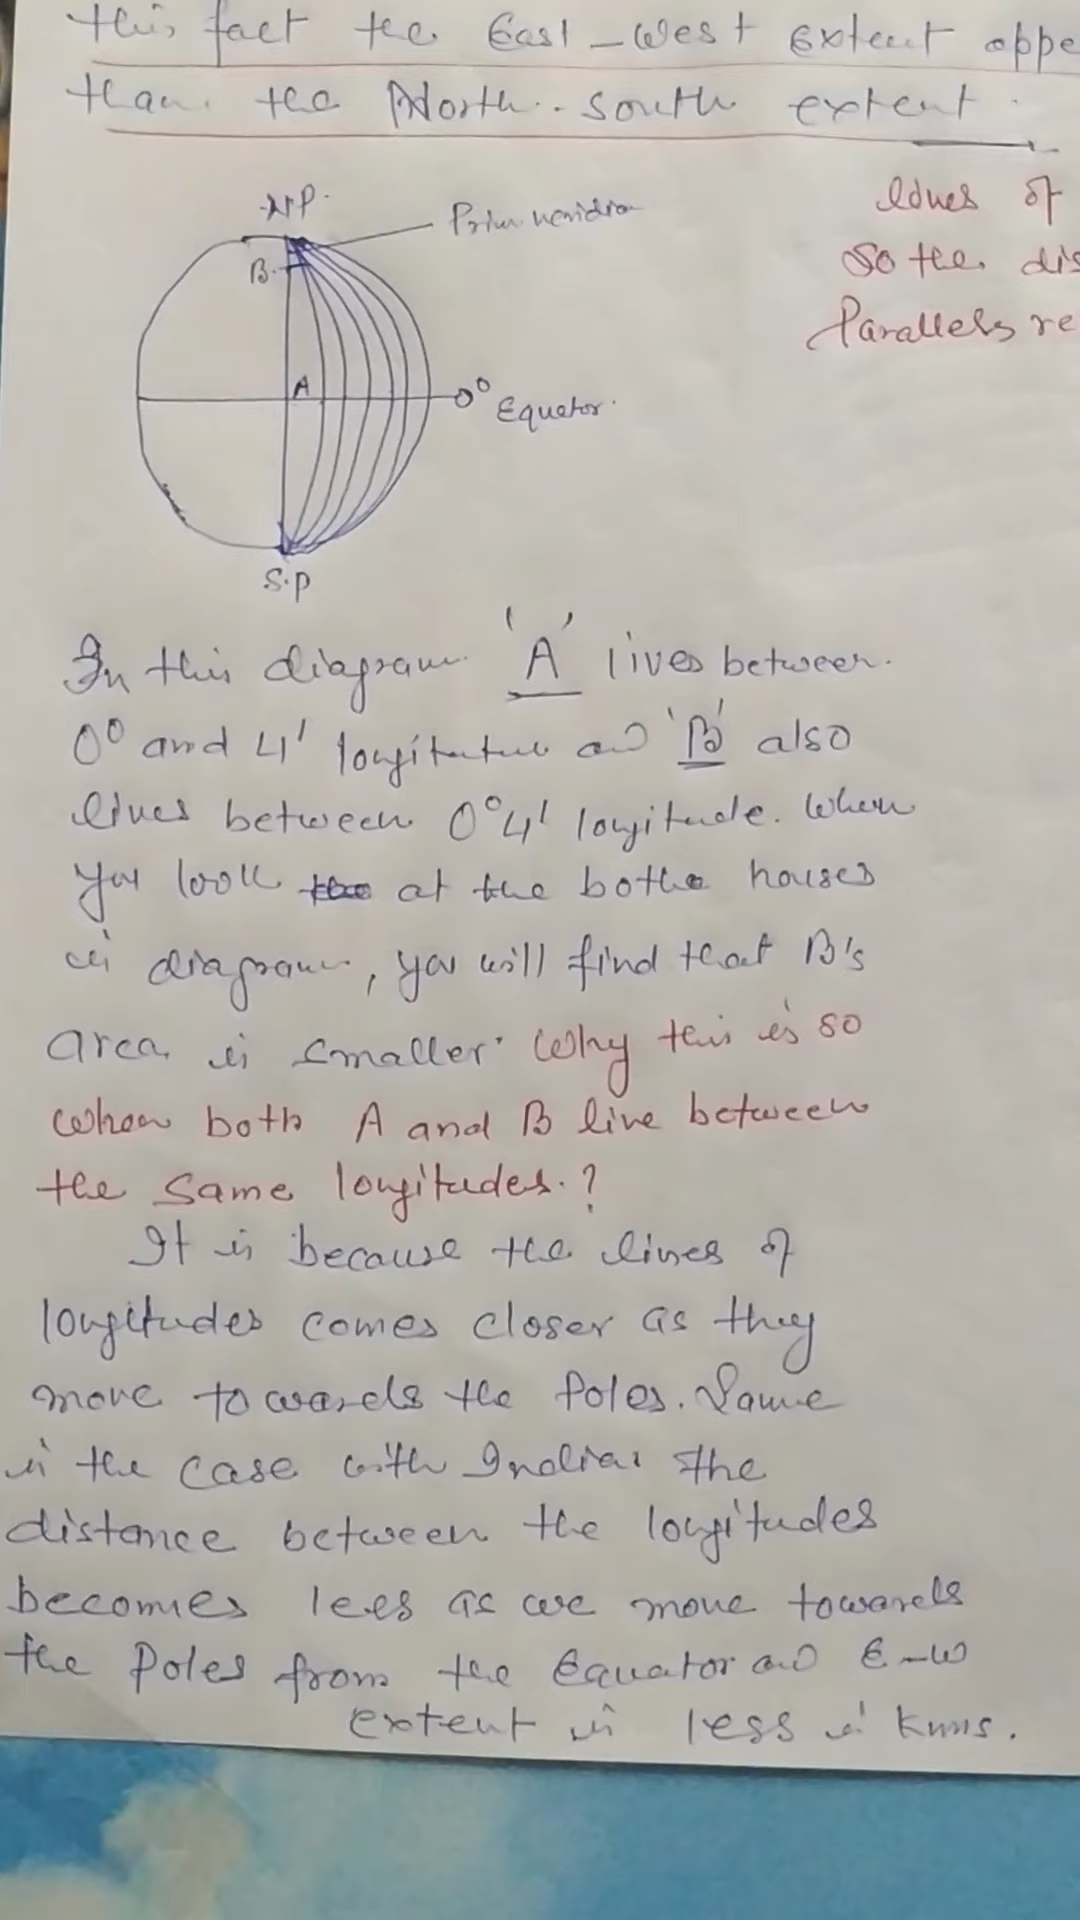 this fact the East-West extent appe
than the North-south extent.
N.P.
Prime meridian
B
A
0° Equator.
S.P
lines of
So the dis
Parallels re
In this diagram 'A' lives between
0° and 4' longitutue and 'B' also
lives between 0°4' longitude. When
you look at the bothe houses
in diagram, you will find that B's
area is smaller. Why this is so
when both A and B live between
the same longitudes.?
It is because the lines of
longitudes comes closer as they
move towards the Poles. Same
is the case with India. The
distance between the longitudes
becomes lees as we move towards
the Poles from the Equator and E-W
extent is less in kms.